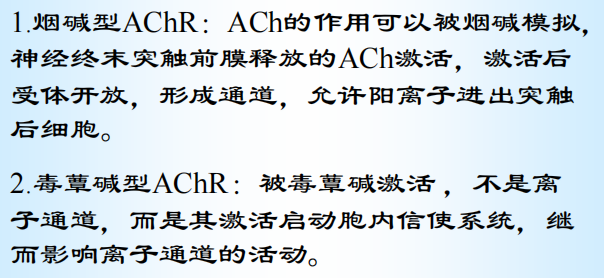 1.烟碱型AChR：ACh的作用可以被烟碱模拟，
神经终末突触前膜释放的ACh激活，激活后
受体开放，形成通道，允许阳离子进出突触
后细胞。
2.毒蕈碱型AChR：被毒蕈碱激活，不是离
子通道，而是其激活启动胞内信使系统，继
而影响离子通道的活动。